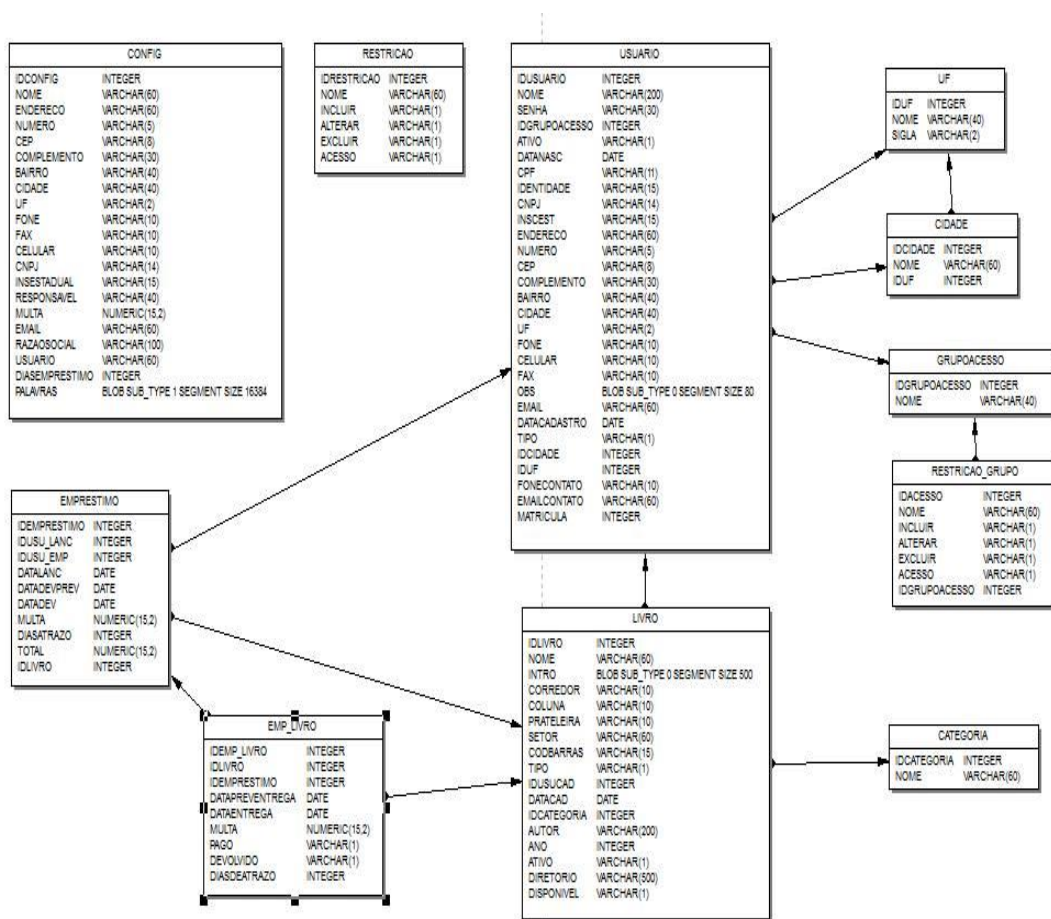 CONFIG
IDCONFIG INTEGER
NOME VARCHAR(60)
ENDERECO VARCHAR(60)
NUMERO VARCHAR(5)
CEP VARCHAR(8)
COMPLEMENTO VARCHAR(30)
BAIRRO VARCHAR(40)
CIDADE VARCHAR(40)
UF VARCHAR(2)
FONE VARCHAR(10)
FAX VARCHAR(10)
CELULAR VARCHAR(10)
CNPJ VARCHAR(14)
INSESTADUAL VARCHAR(15)
RESPONSAVEL VARCHAR(40)
MULTA NUMERIC(15,2)
EMAIL VARCHAR(60)
RAZAOSOCIAL VARCHAR(100)
USUARIO VARCHAR(60)
DIASEMPRESTIMO INTEGER
PALAVRAS BLOB SUB_TYPE 1 SEGMENT SIZE 16384
RESTRICAO
IDRESTRICAO INTEGER
NOME VARCHAR(60)
INCLUIR VARCHAR(1)
ALTERAR VARCHAR(1)
EXCLUIR VARCHAR(1)
ACESSO VARCHAR(1)
USUARIO
IDUSUARIO INTEGER
NOME VARCHAR(200)
SENHA VARCHAR(30)
IDGRUPOACESSO INTEGER
ATIVO VARCHAR(1)
DATANASC DATE
CPF VARCHAR(11)
IDENTIDADE VARCHAR(15)
CNPJ VARCHAR(14)
INSCEST VARCHAR(15)
ENDERECO VARCHAR(60)
NUMERO VARCHAR(5)
CEP VARCHAR(8)
COMPLEMENTO VARCHAR(30)
BAIRRO VARCHAR(40)
CIDADE VARCHAR(40)
UF VARCHAR(2)
FONE VARCHAR(10)
CELULAR VARCHAR(10)
FAX VARCHAR(10)
OBS BLOB SUB_TYPE 0 SEGMENT SIZE 80
EMAIL VARCHAR(60)
DATACADASTRO DATE
TIPO VARCHAR(1)
IDCIDADE INTEGER
IDUF INTEGER
FONECONTATO VARCHAR(10)
EMAILCONTATO VARCHAR(60)
MATRICULA INTEGER
UF
IDUF INTEGER
NOME VARCHAR(40)
SIGLA VARCHAR(2)
CIDADE
IDCIDADE INTEGER
NOME VARCHAR(60)
IDUF INTEGER
GRUPOACESSO
IDGRUPOACESSO INTEGER
NOME VARCHAR(40)
RESTRICAO_GRUPO
IDACESSO INTEGER
NOME VARCHAR(60)
INCLUIR VARCHAR(1)
ALTERAR VARCHAR(1)
EXCLUIR VARCHAR(1)
ACESSO VARCHAR(1)
IDGRUPOACESSO INTEGER
EMPRESTIMO
IDEMPRESTIMO INTEGER
IDUSU_LANC INTEGER
IDUSU_EMP INTEGER
DATALANC DATE
DATADEVPREV DATE
DATADEV DATE
MULTA NUMERIC(15,2)
DIASATRAZO INTEGER
TOTAL NUMERIC(15,2)
IDLIVRO INTEGER
EMP_LIVRO
IDEMP_LIVRO INTEGER
IDLIVRO INTEGER
IDEMPRESTIMO INTEGER
DATAPREVENTREGA DATE
DATAENTREGA DATE
MULTA NUMERIC(15,2)
PAGO VARCHAR(1)
DEVOLVIDO VARCHAR(1)
DIASDEATRAZO INTEGER
LIVRO
IDLIVRO INTEGER
NOME VARCHAR(60)
INTRO BLOB SUB_TYPE 0 SEGMENT SIZE 500
CORREDOR VARCHAR(10)
COLUNA VARCHAR(10)
PRATELEIRA VARCHAR(10)
SETOR VARCHAR(60)
CODBARRAS VARCHAR(15)
TIPO VARCHAR(1)
IDUSUCAD INTEGER
DATACAD DATE
IDCATEGORIA INTEGER
AUTOR VARCHAR(200)
ANO INTEGER
ATIVO VARCHAR(1)
DIRETORIO VARCHAR(500)
DISPONIVEL VARCHAR(1)
CATEGORIA
IDCATEGORIA INTEGER
NOME VARCHAR(60)